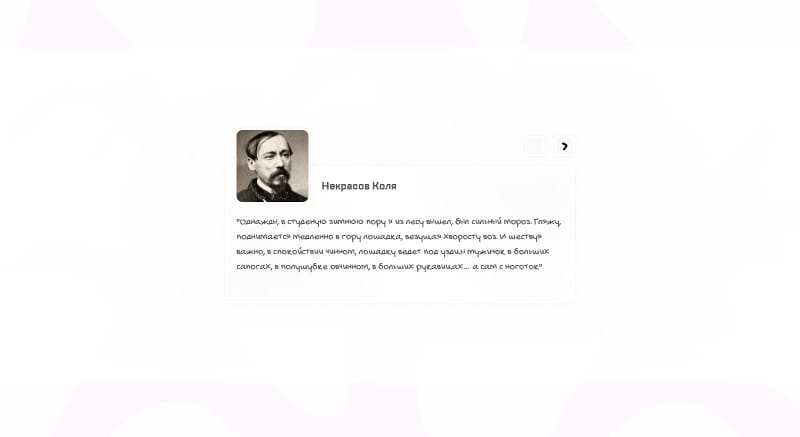 Некрасов Коля
"Однажды, в студеную зимнюю пору я из лесу вышел, был сильный мороз. Гляжу,
поднимается медленно в гору лошадка, везущая хворосту воз. И шествуя
важно, в спокойствии чинном, лошадку ведет под уздцы мужичок в больших
сапогах, в полушубке овчинном, в больших рукавицах... а сам с ноготок"